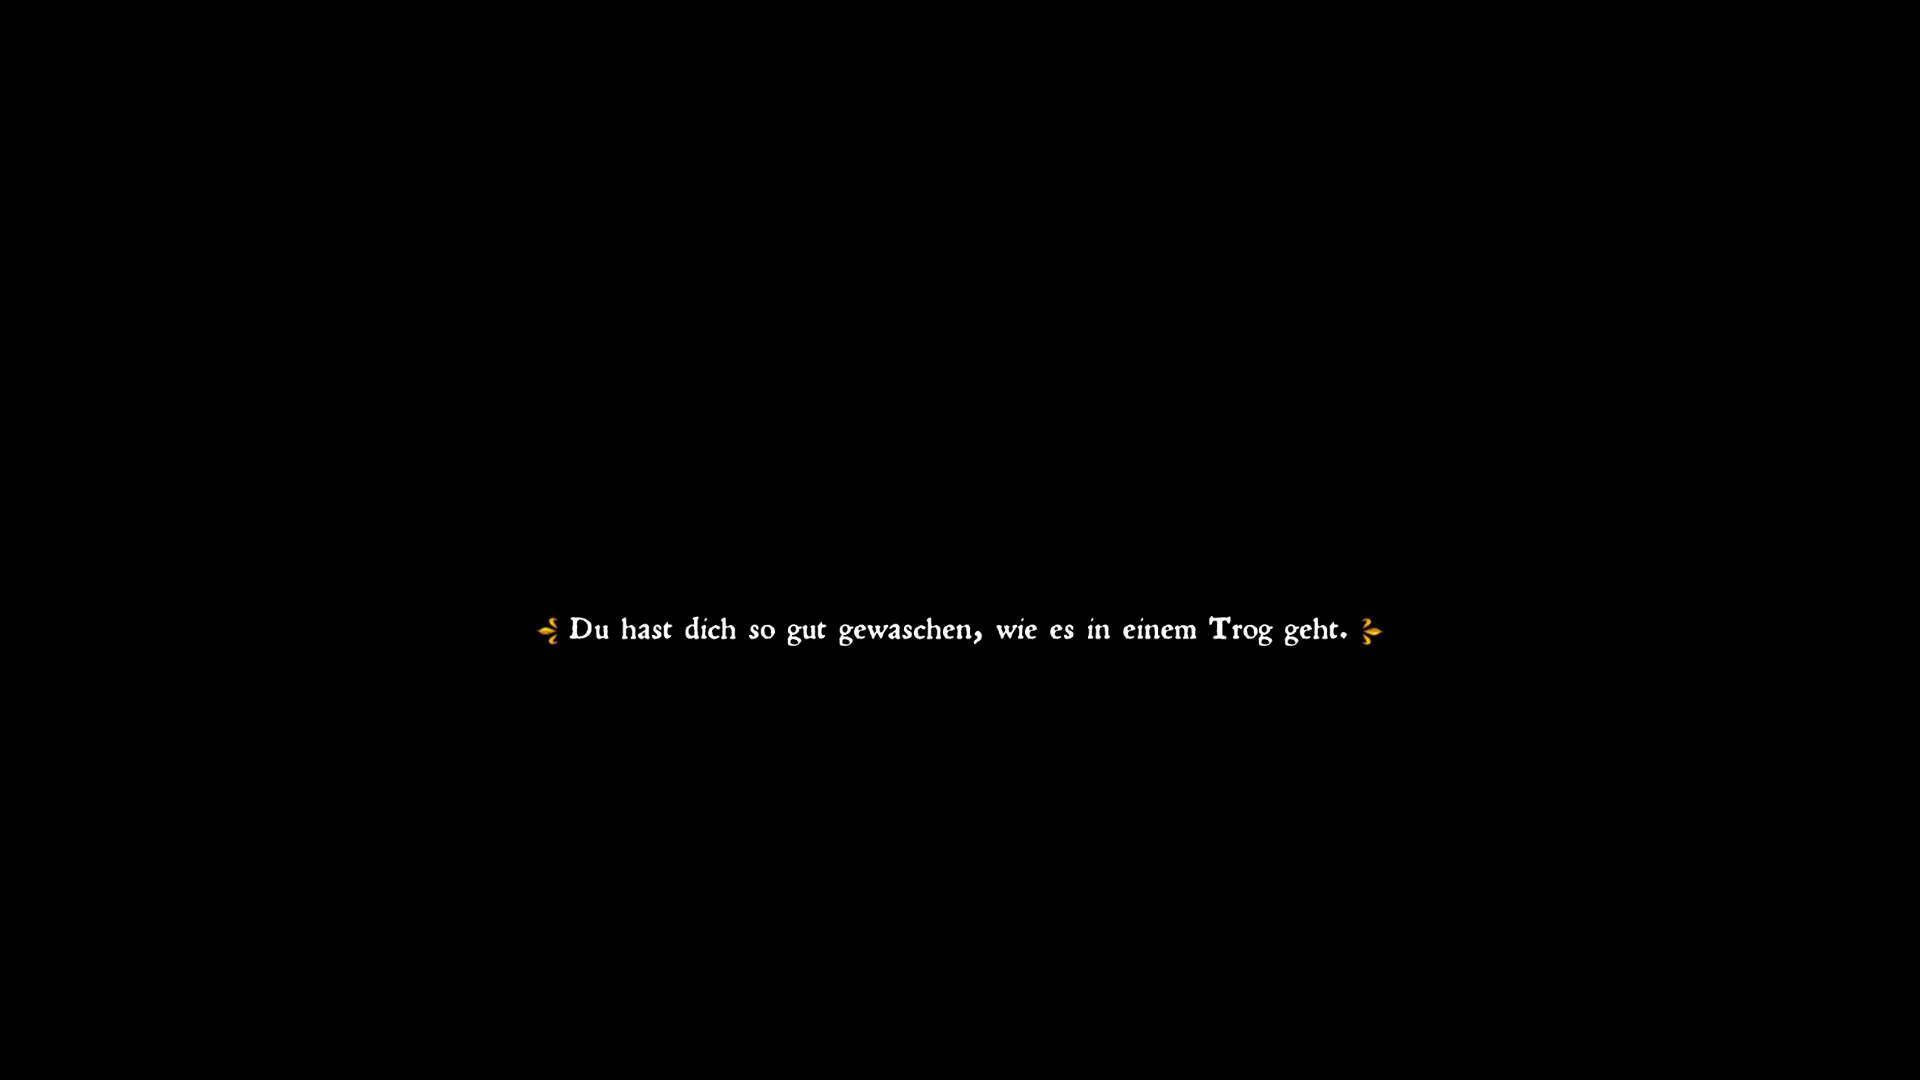 Du hast dich so gut gewaschen, wie es in einem Trog geht.